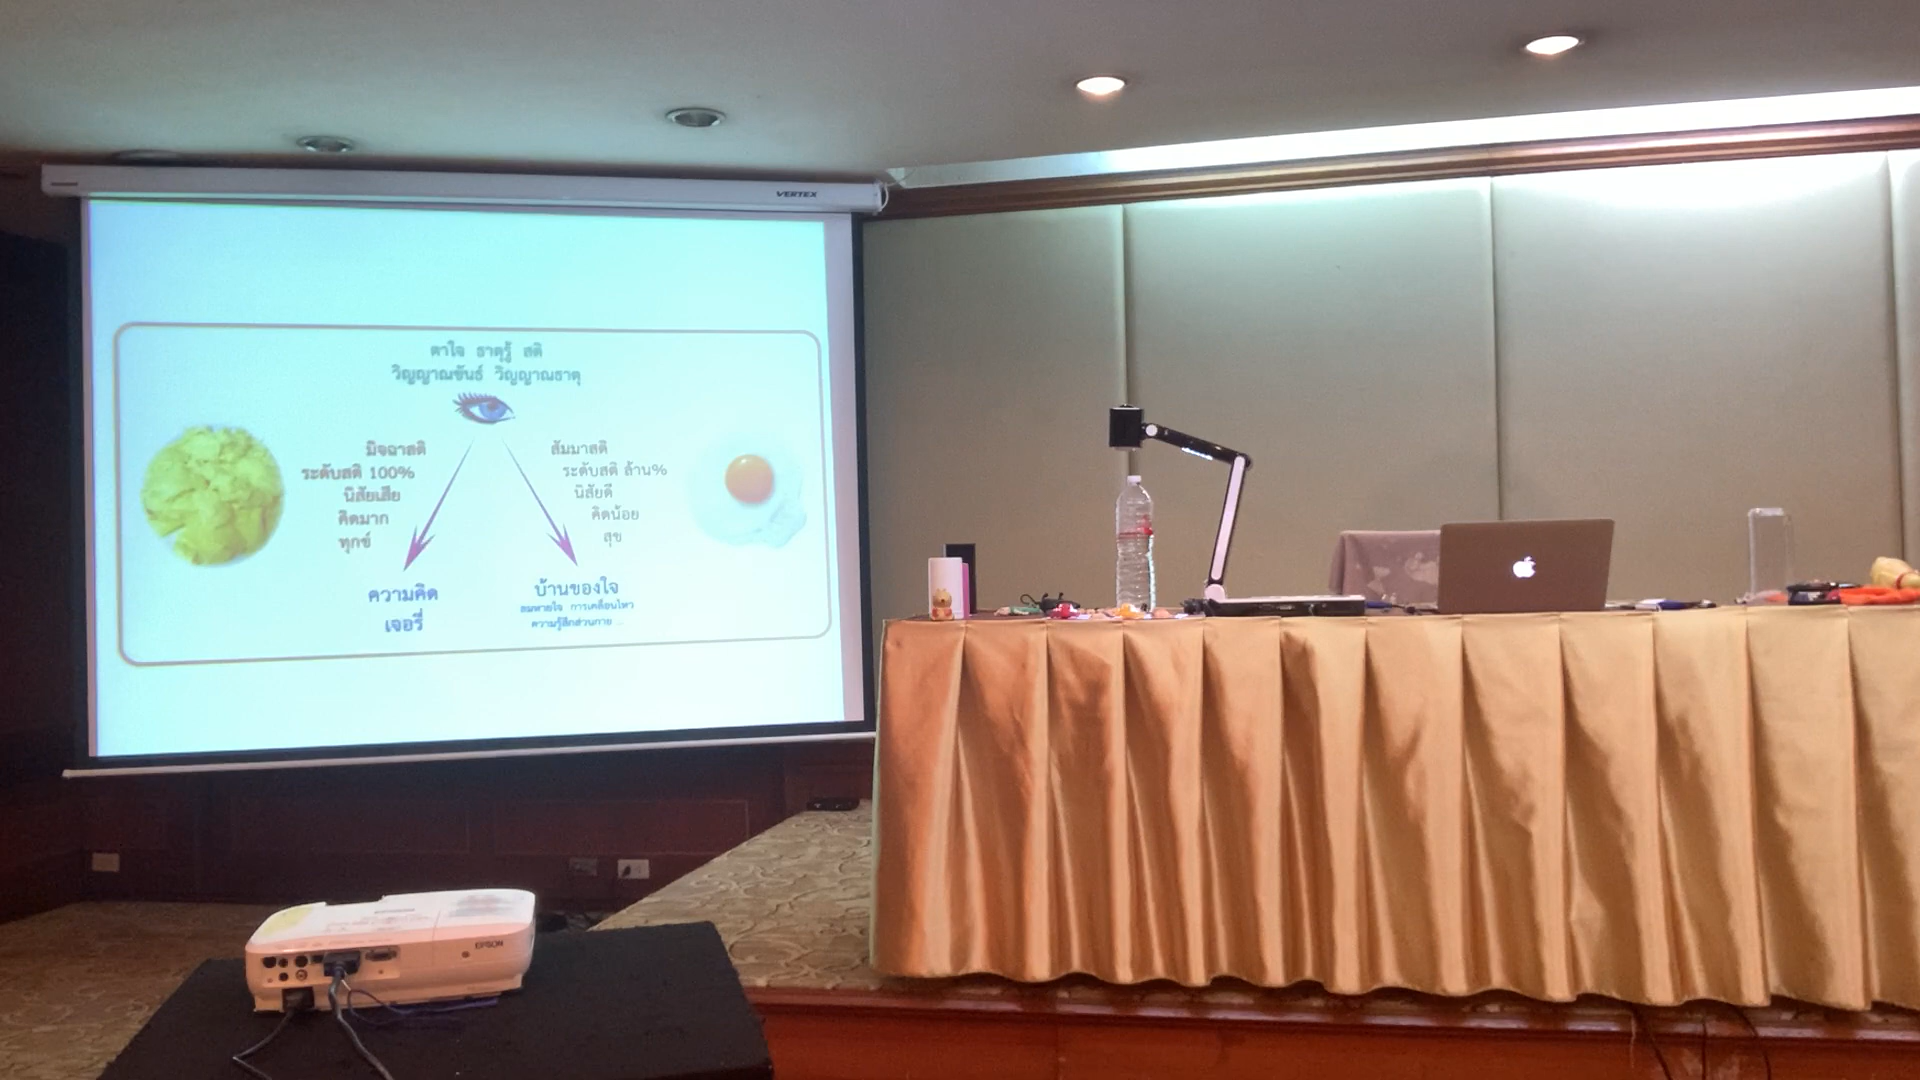 VERTEX
ตาใจ ธาตุรู้ สติ
วิญญาณขันธ์ วิญญาณธาตุ
มิจฉาสติ
ระดับสติ 100%
นิสัยเสีย
คิดมาก
ทุกข์
ความคิด
เจอรี่
สัมมาสติ
ระดับสติ ล้าน%
นิสัยดี
คิดน้อย
สุข
บ้านของใจ
ลมหายใจ การเคลื่อนไหว
ความรู้สึกส่วนกาย ...
EPSON